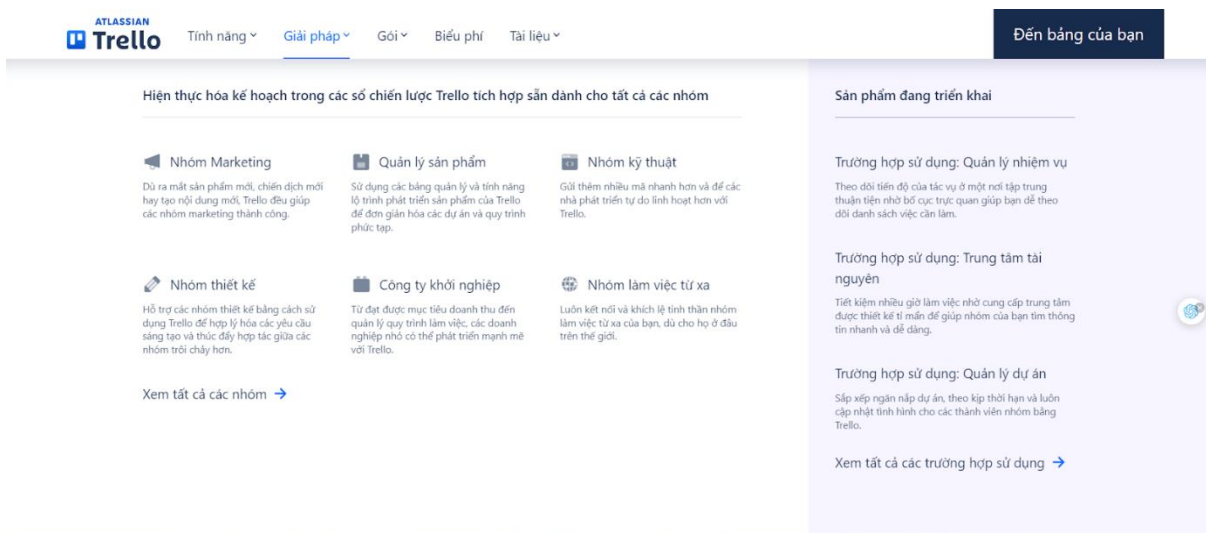 ATLASSIAN
Trello
Tính năng
Giải pháp
Gói
Biểu phí
Tài liệu
Đến bảng của bạn
Hiện thực hóa kế hoạch trong các sổ chiến lược Trello tích hợp sẵn dành cho tất cả các nhóm
Nhóm Marketing
Dù ra mắt sản phẩm mới, chiến dịch mới
hay tạo nội dung mới, Trello đều giúp
các nhóm marketing thành công.
Quản lý sản phẩm
Sử dụng các bảng quản lý và tính năng
lộ trình phát triển sản phẩm của Trello
để đơn giản hóa các dự án và quy trình
phức tạp.
Nhóm kỹ thuật
Gửi thêm nhiều mã nhanh hơn và để các
nhà phát triển tự do linh hoạt hơn với
Trello.
Nhóm thiết kế
Hỗ trợ các nhóm thiết kế bằng cách sử
dụng Trello để hợp lý hóa các yêu cầu
sáng tạo và thúc đẩy hợp tác giữa các
nhóm trôi chảy hơn.
Công ty khởi nghiệp
Từ đạt được mục tiêu doanh thu đến
quản lý quy trình làm việc, các doanh
nghiệp nhỏ có thể phát triển mạnh mẽ
với Trello.
Nhóm làm việc từ xa
Luôn kết nối và khích lệ tinh thần nhóm
làm việc từ xa của bạn, dù cho họ ở đâu
trên thế giới.
Xem tất cả các nhóm
Sản phẩm đang triển khai
Trường hợp sử dụng: Quản lý nhiệm vụ
Theo dõi tiến độ của tác vụ ở một nơi tập trung
thuận tiện nhờ bố cục trực quan giúp bạn dễ theo
dõi danh sách việc cần làm.
Trường hợp sử dụng: Trung tâm tài
nguyên
Tiết kiệm nhiều giờ làm việc nhờ cung cấp trung tâm
được thiết kế tỉ mẩn để giúp nhóm của bạn tìm thông
tin nhanh và dễ dàng.
Trường hợp sử dụng: Quản lý dự án
Sắp xếp ngăn nắp dự án, theo kịp thời hạn và luôn
cập nhật tình hình cho các thành viên nhóm bằng
Trello.
Xem tất cả các trường hợp sử dụng